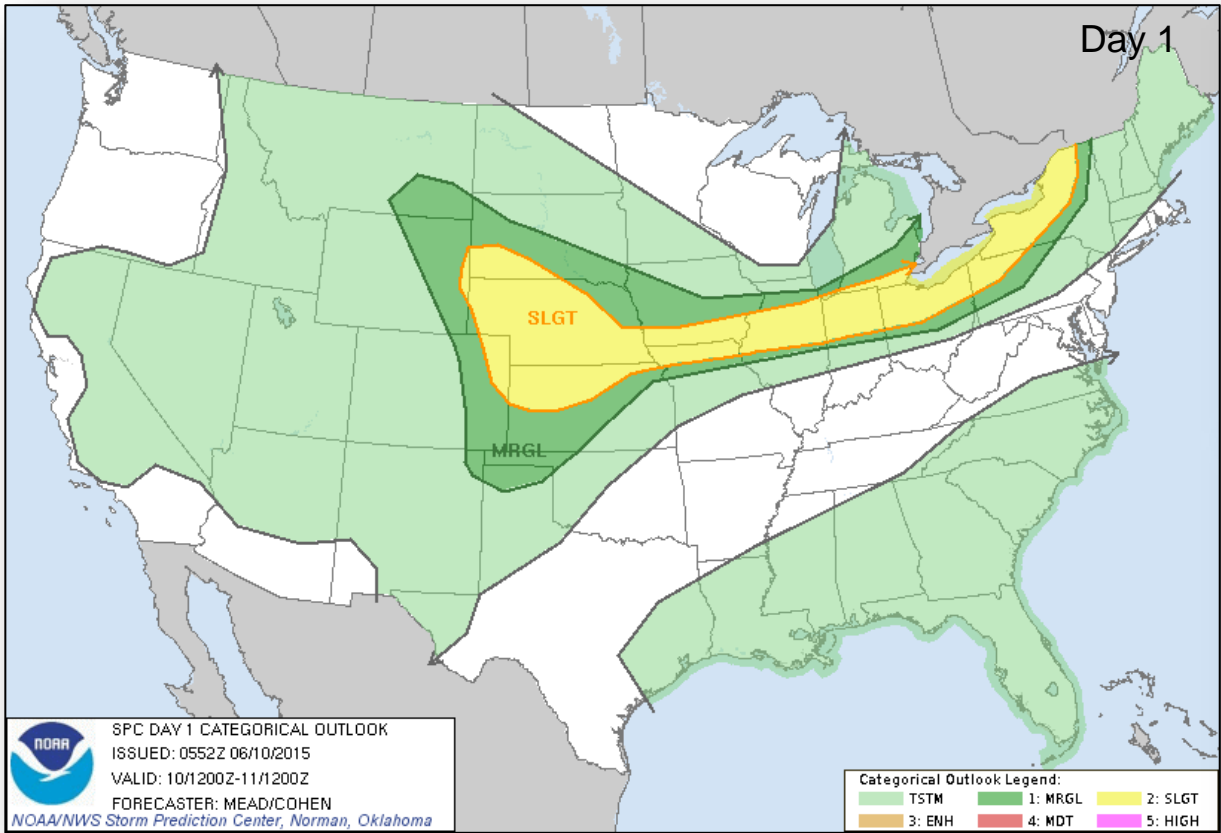 Day 1
SLGT
MRGL
NOAA
SPC DAY 1 CATEGORICAL OUTLOOK
ISSUED: 0552Z 06/10/2015
VALID: 10/1200Z-11/1200Z
FORECASTER: MEAD/COHEN
NOAA/NWS Storm Prediction Center, Norman, Oklahoma
Categorical Outlook Legend:
TSTM 1: MRGL 2: SLGT
3: ENH 4: MDT 5: HIGH